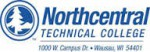 Northcentral
TECHNICAL COLLEGE
1000 W. Campus Dr. • Wausau, WI 54401